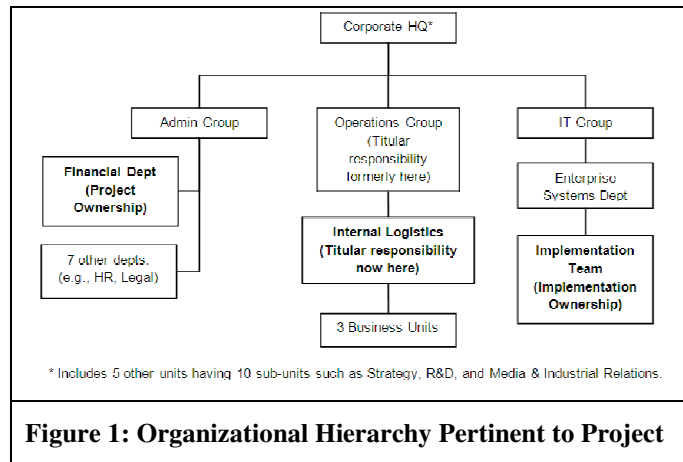 Corporate HQ*
Admin Group
Operations Group
(Titular
responsibility
formerly here)
IT Group
Financial Dept
(Project
Ownership)
Enterprise
Systems Dept
Internal Logistics
(Titular responsibility
now here)
7 other depts.
(e.g., HR, Legal)
Implementation
Team
(Implementation
Ownership)
3 Business Units
* Includes 5 other units having 10 sub-units such as Strategy, R&D, and Media & Industrial Relations.
Figure 1: Organizational Hierarchy Pertinent to Project